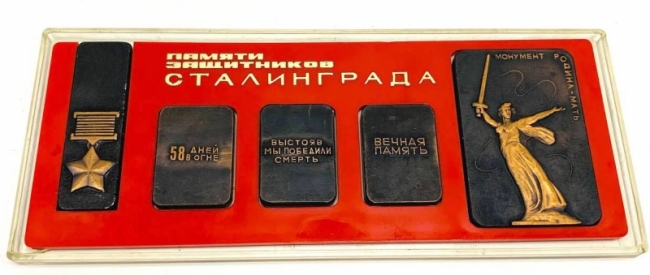 ПАМЯТИ
ЗАЩИТНИКОВ
СТАЛИНГРАДА
58 ДНЕЙ
В ОГНЕ
ВЫСТОЯВ
МЫ ПОБЕДИЛИ
СМЕРТЬ
ВЕЧНАЯ
ПАМЯТЬ
МОНУМЕНТ РОДИНА-МАТЬ